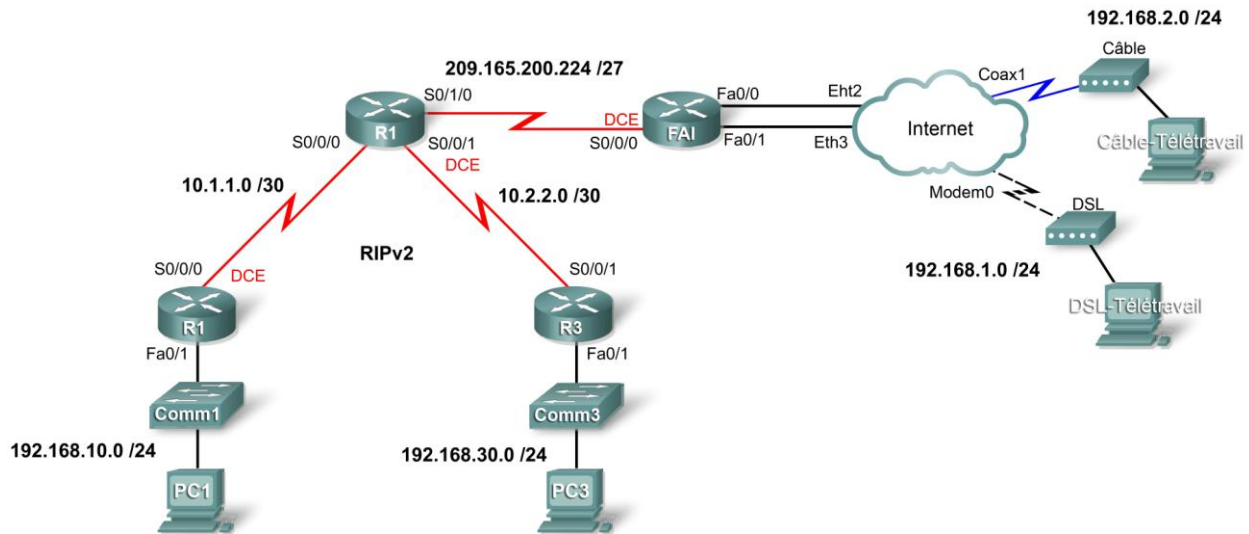 192.168.2.0 /24
Câble
209.165.200.224 /27
Coax1
S0/1/0
Fa0/0
Eht2
DCE
R1
FAI
Internet
Câble-Télétravail
S0/0/0
S0/0/1
S0/0/0
Fa0/1
Eth3
DCE
10.1.1.0 /30
10.2.2.0 /30
Modem0
DSL
RIPv2
192.168.1.0 /24
S0/0/0
DCE
S0/0/1
R1
R3
DSL-Télétravail
Fa0/1
Fa0/1
Comm1
Comm3
192.168.10.0 /24
192.168.30.0 /24
PC1
PC3